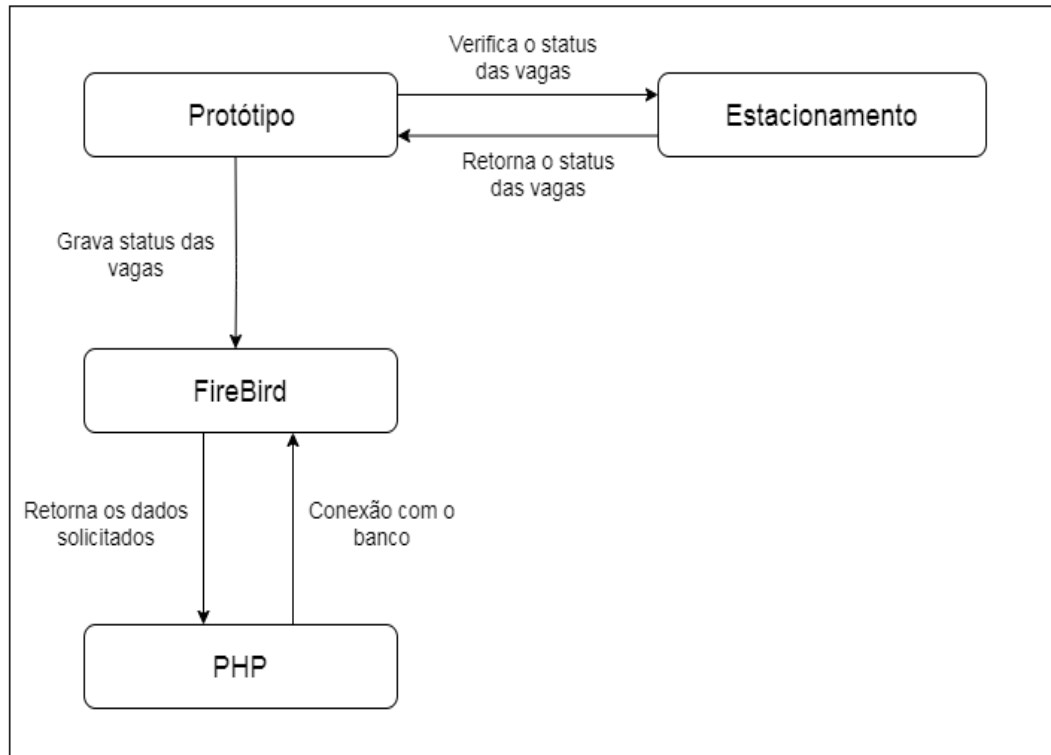 Verifica o status
das vagas
Protótipo
Estacionamento
Retorna o status
das vagas
Grava status das
vagas
FireBird
Retorna os dados
solicitados
Conexão com o
banco
PHP